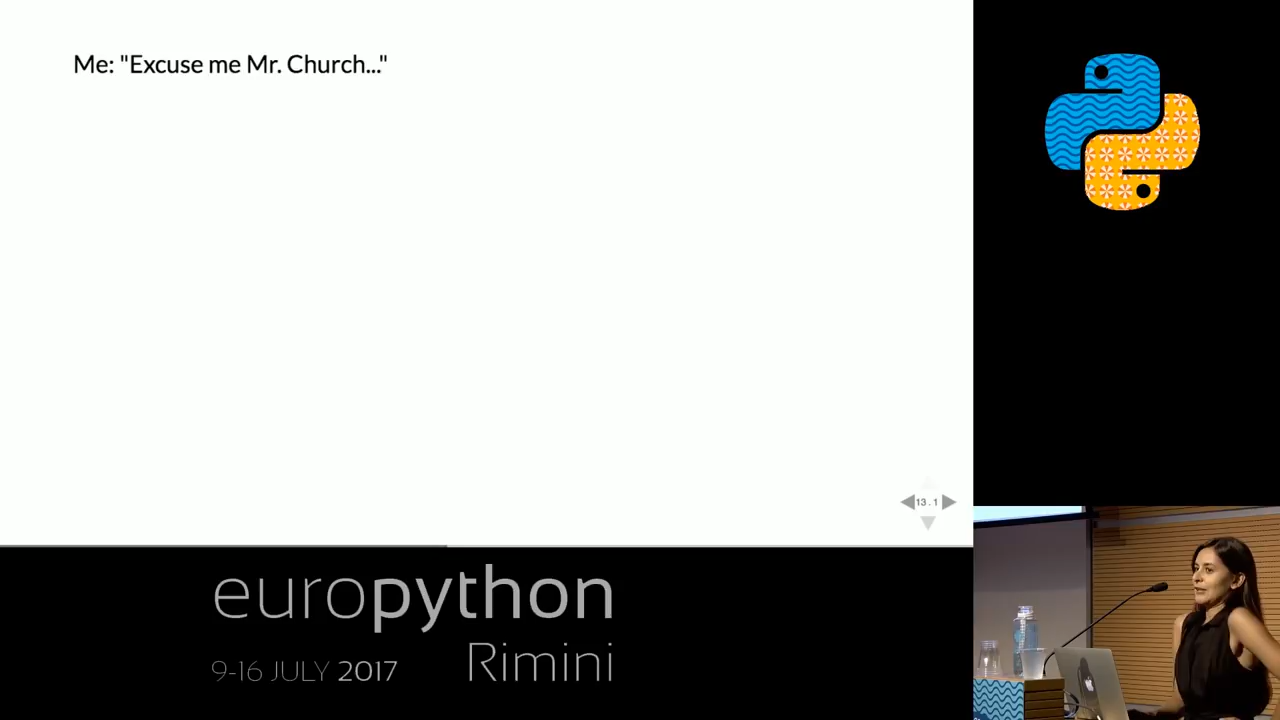 Me: "Excuse me Mr. Church..."
13.1
europython
9-16 JULY 2017
Rimini